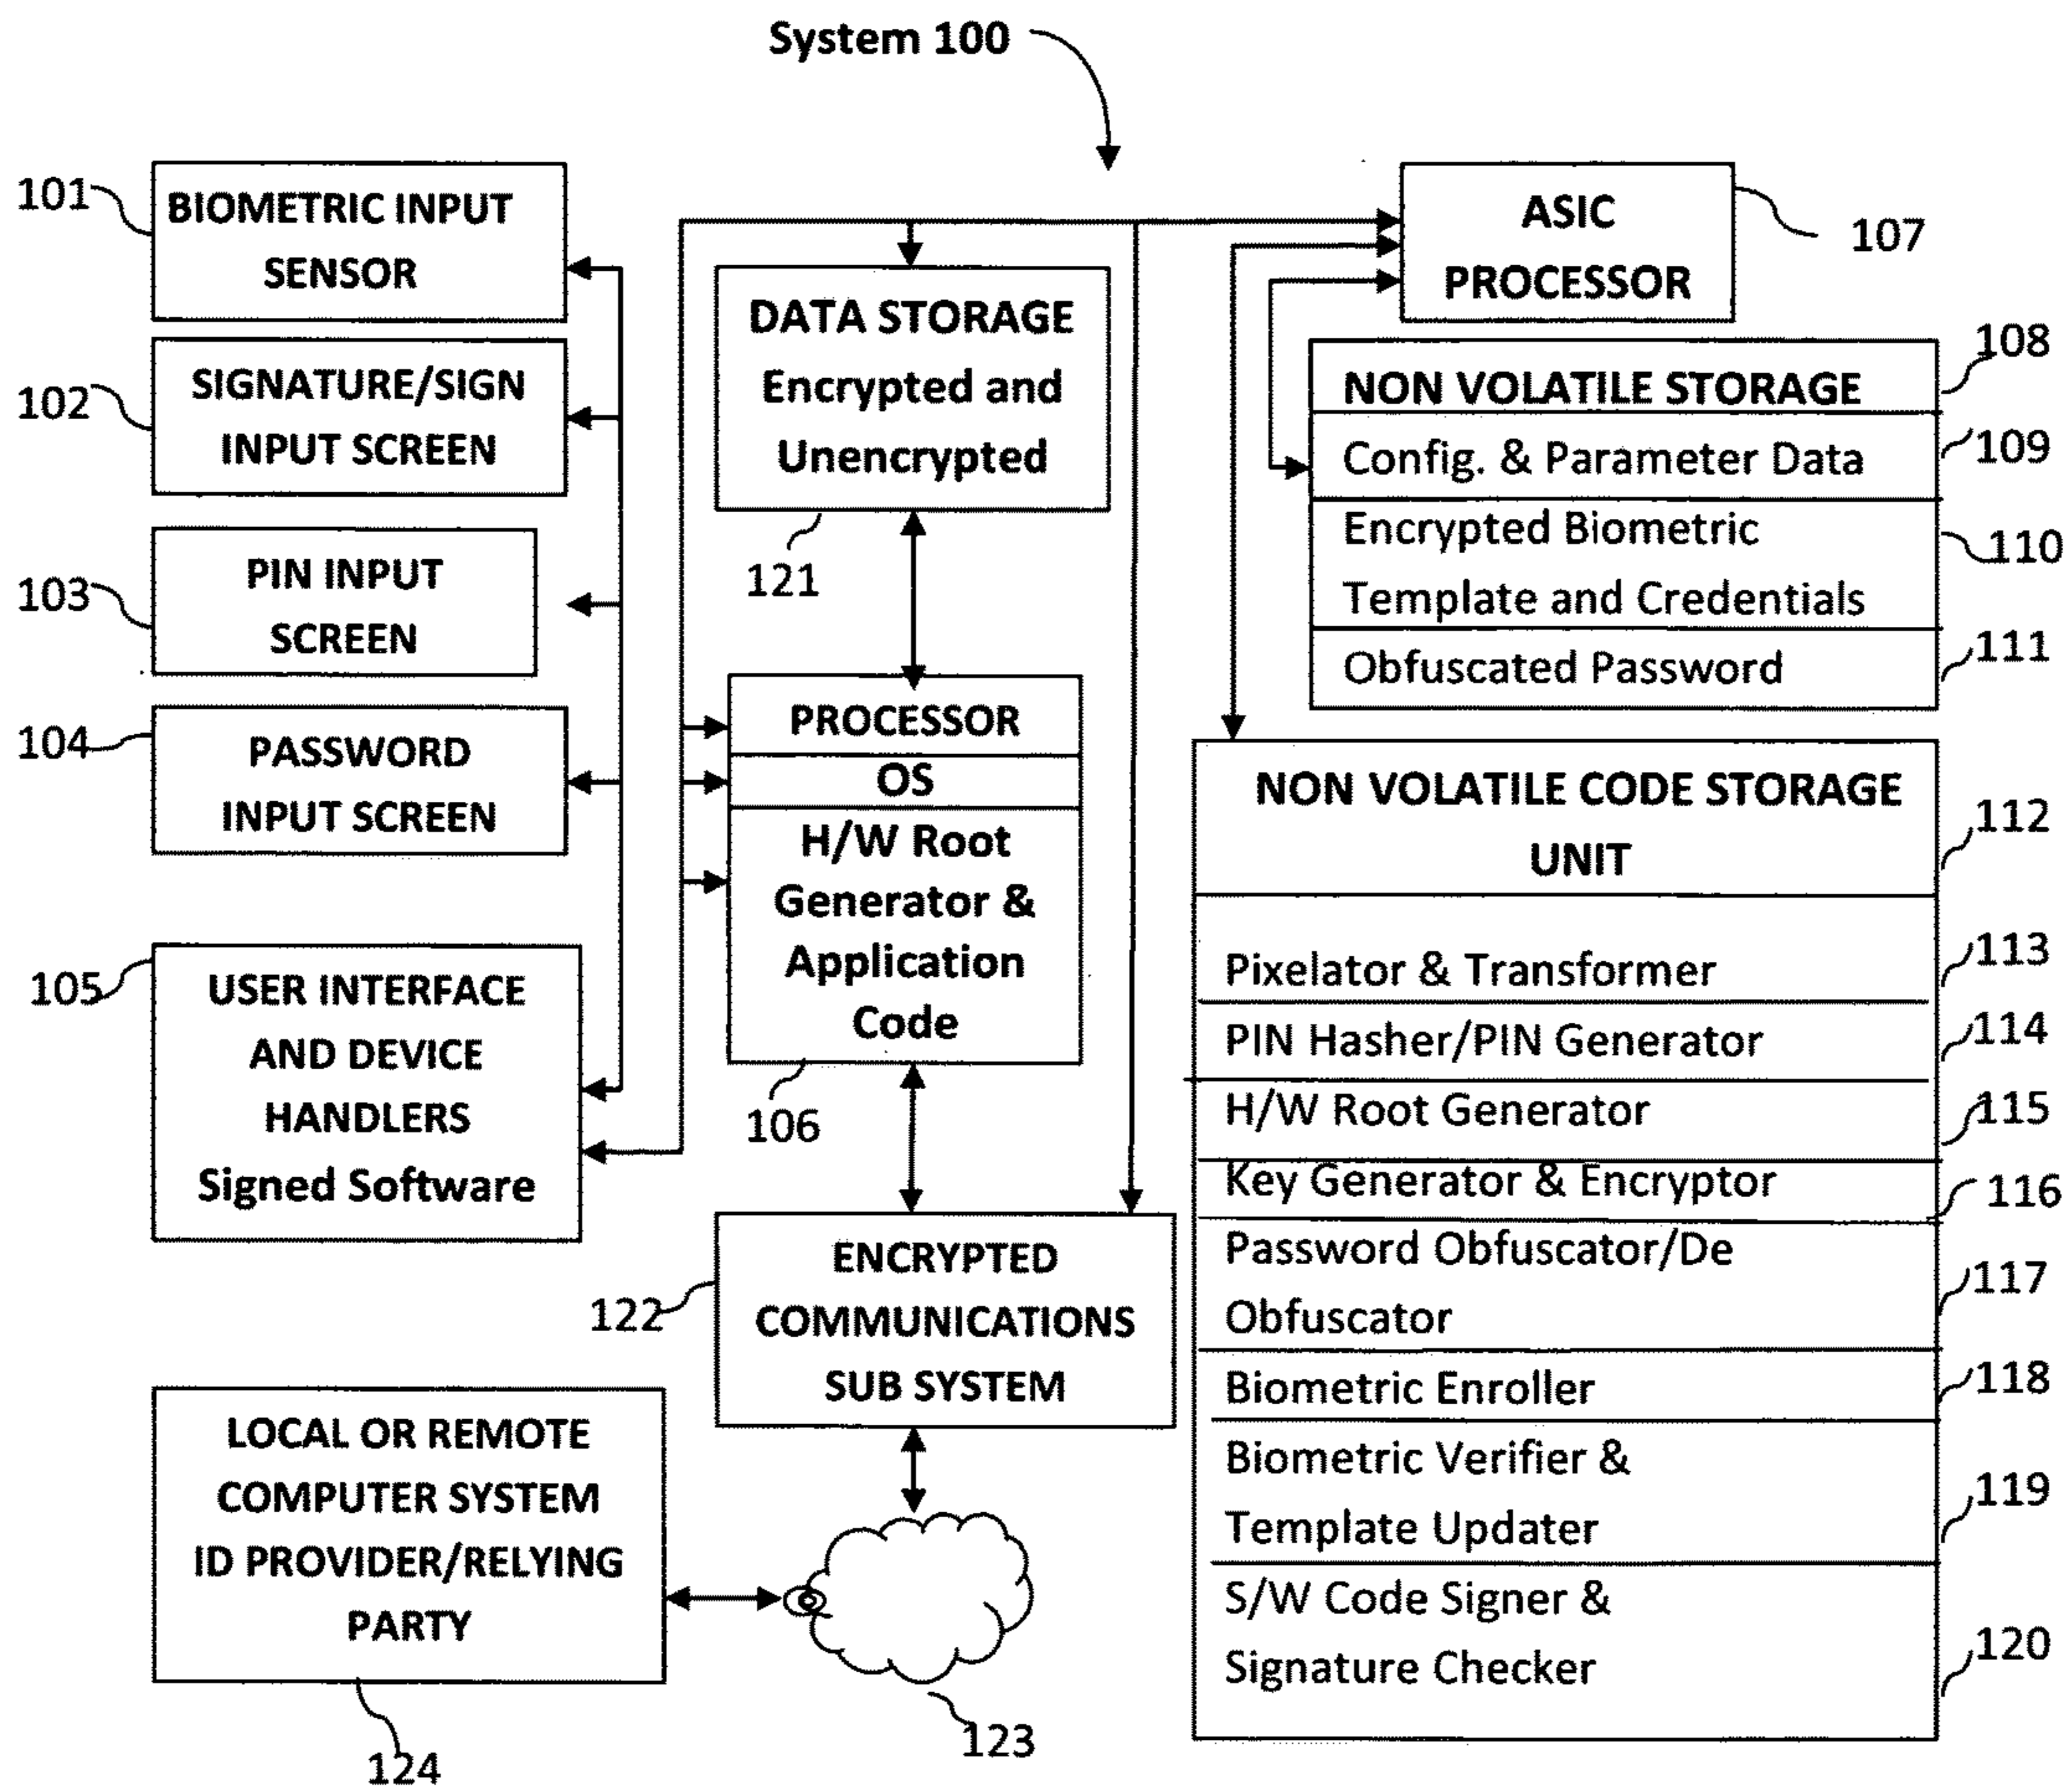 System 100
101
BIOMETRIC INPUT
SENSOR
102
SIGNATURE/SIGN
INPUT SCREEN
103
PIN INPUT
SCREEN
104
PASSWORD
INPUT SCREEN
105
USER INTERFACE
AND DEVICE
HANDLERS
Signed Software
DATA STORAGE
Encrypted and
Unencrypted
121
PROCESSOR
OS
H/W Root
Generator &
Application
Code
106
ENCRYPTED
COMMUNICATIONS
SUB SYSTEM
122
LOCAL OR REMOTE
COMPUTER SYSTEM
ID PROVIDER/RELYING
PARTY
124
123
ASIC
PROCESSOR
107
NON VOLATILE STORAGE
108
Config. & Parameter Data
109
Encrypted Biometric
Template and Credentials
110
Obfuscated Password
111
NON VOLATILE CODE STORAGE
UNIT
112
Pixelator & Transformer
113
PIN Hasher/PIN Generator
114
H/W Root Generator
115
Key Generator & Encryptor
116
Password Obfuscator/De
Obfuscator
117
Biometric Enroller
118
Biometric Verifier &
Template Updater
119
S/W Code Signer &
Signature Checker
120